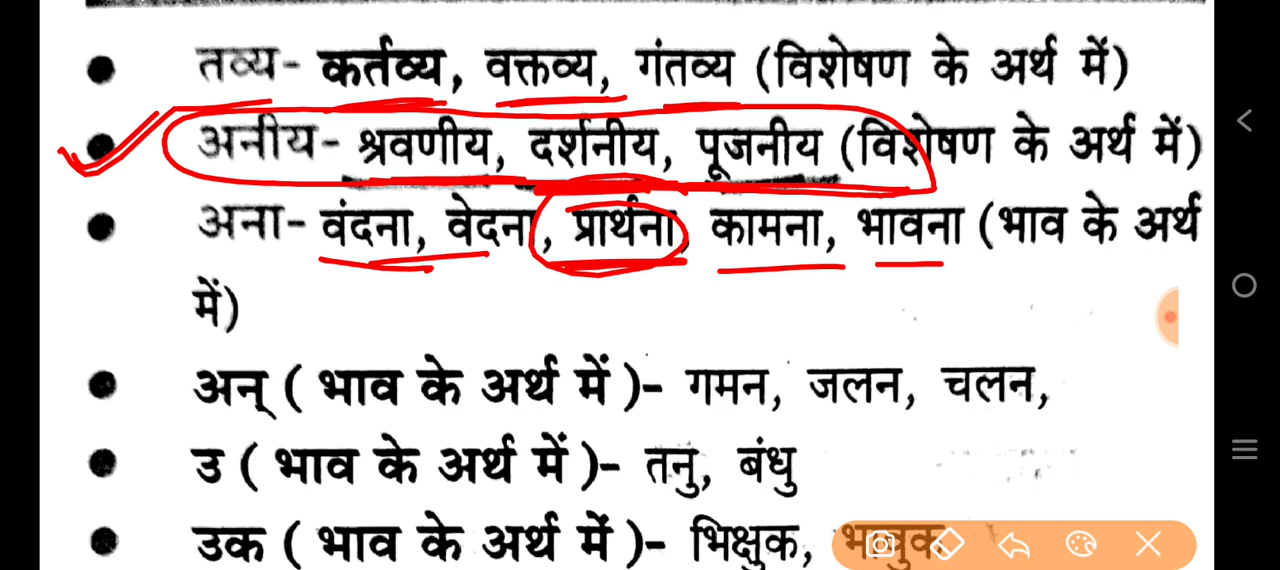 तव्य- कर्तव्य, वक्तव्य, गंतव्य (विशेषण के अर्थ में)
अनीय- श्रवणीय, दर्शनीय, पूजनीय (विशेषण के अर्थ में)
अना- वंदना, वेदना, प्रार्थना, कामना, भावना (भाव के अर्थ
में)
अन् ( भाव के अर्थ में )- गमन, जलन, चलन,
उ ( भाव के अर्थ में )- तनु, बंधु
उक ( भाव के अर्थ में )- भिक्षुक, भावुक